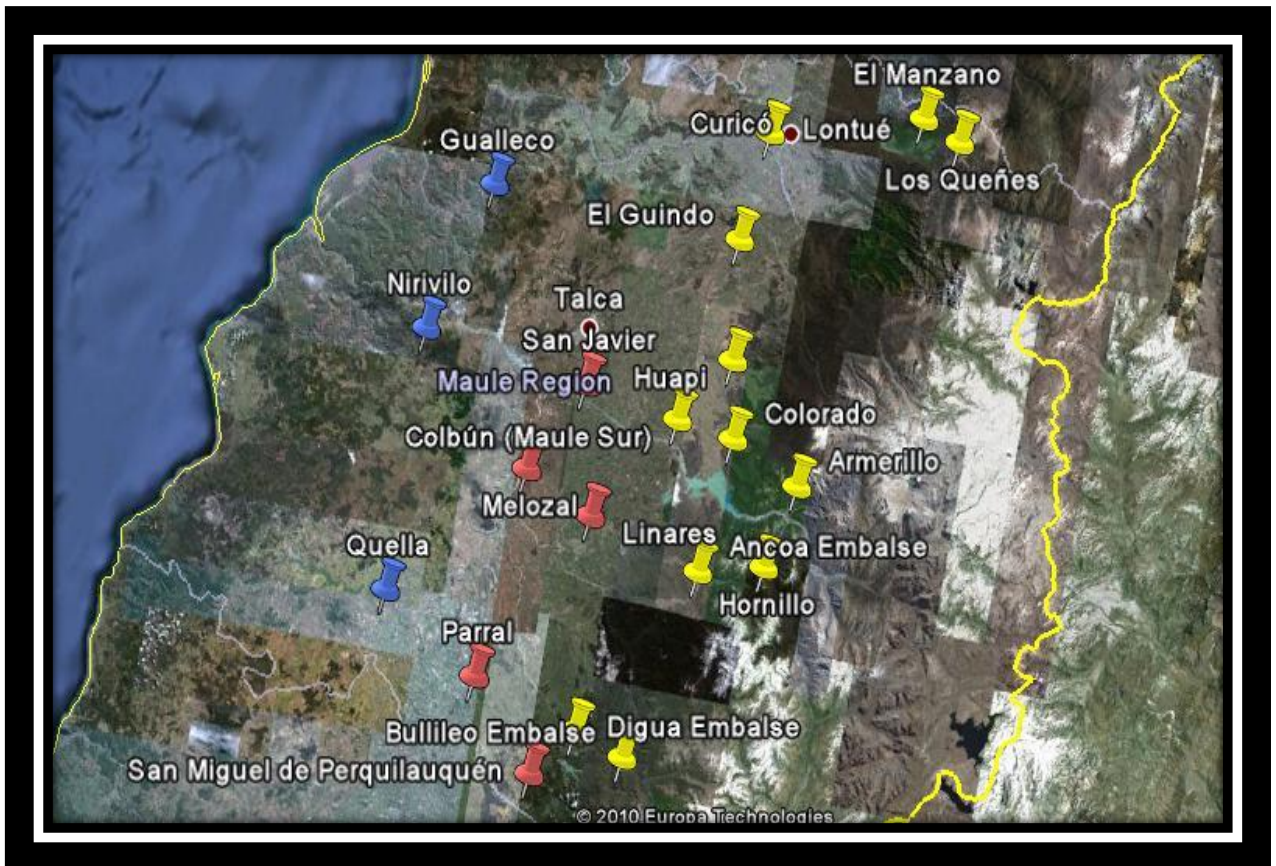 El Manzano
Curicó
Lontué
Gualleco
Los Queñes
El Guindo
Nirivilo
Talca
San Javier
Maule Region
Huapi
Colorado
Colbún (Maule Sur)
Armerillo
Melozal
Linares
Ancoa Embalse
Quella
Hornillo
Parral
Bullileo Embalse
Digua Embalse
San Miguel de Perquilauquén
© 2010 Europa Technologies